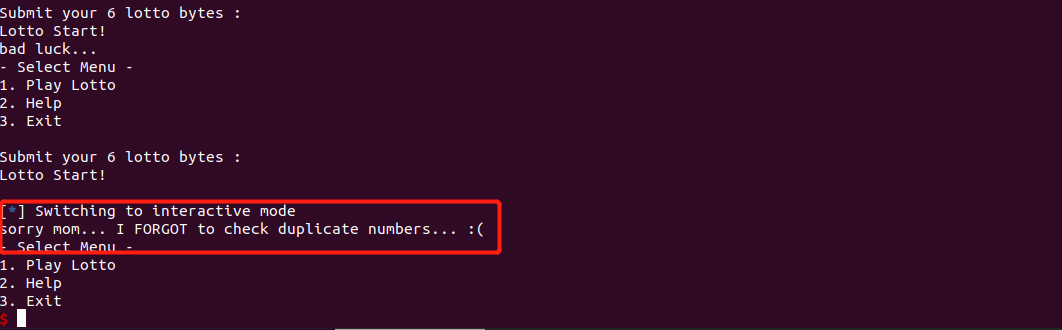 Submit your 6 lotto bytes :
Lotto Start!
bad luck...
- Select Menu -
1. Play Lotto
2. Help
3. Exit
Submit your 6 lotto bytes :
Lotto Start!
[*] Switching to interactive mode
sorry mom... I FORGOT to check duplicate numbers... :(
- Select Menu -
1. Play Lotto
2. Help
3. Exit
$